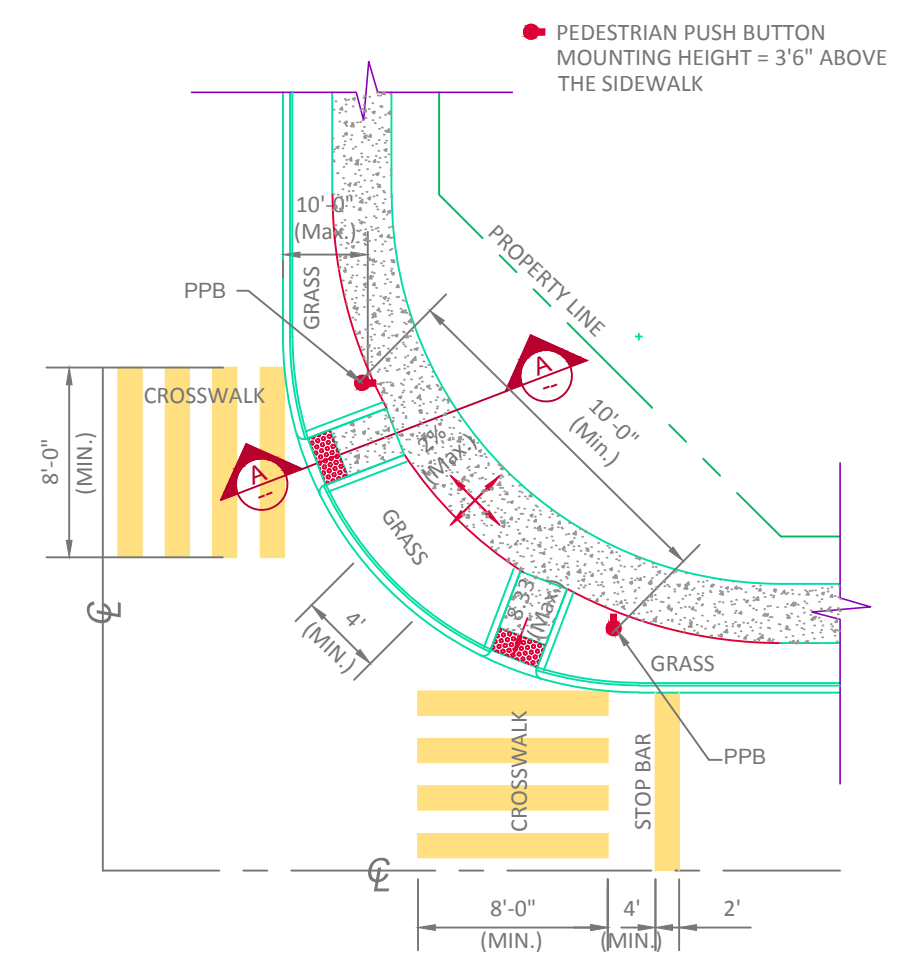 PEDESTRIAN PUSH BUTTON
MOUNTING HEIGHT = 3'6" ABOVE
THE SIDEWALK
10'-0"
(Max.)
PROPERTY LINE
PPB
GRASS
A
--
CROSSWALK
10'-0"
(Min.)
8'-0"
(MIN.)
2%
(Max.)
A
--
GRASS
8.33
(Max.)
4'
(MIN.)
℄
GRASS
CROSSWALK
STOP BAR
PPB
℄
8'-0"
(MIN.)
4'
(MIN.)
2'